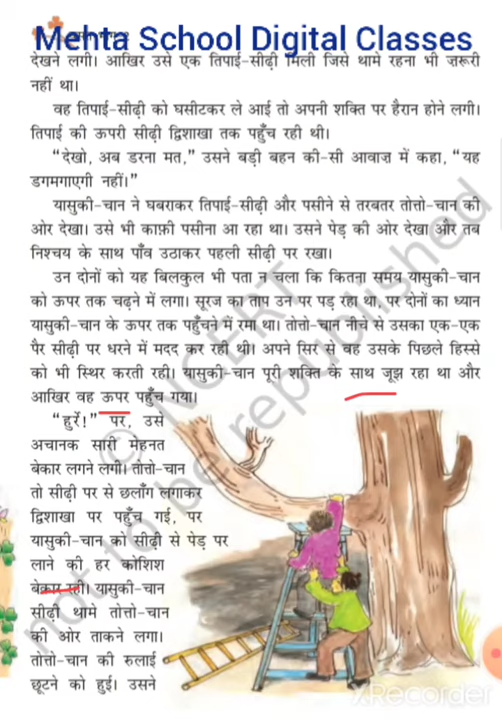 Mehta School Digital Classes
देखने लगी। आखिर उसे एक तिपाई-सीढ़ी मिली जिसे थामे रहना भी ज़रूरी
नहीं था।
वह तिपाई-सीढ़ी को घसीटकर ले आई तो अपनी शक्ति पर हैरान होने लगी।
तिपाई की ऊपरी सीढ़ी द्विशाखा तक पहुँच रही थी।
“देखो, अब डरना मत,” उसने बड़ी बहन की-सी आवाज़ में कहा, “यह
डगमगाएगी नहीं।”
यासुकी-चान ने घबराकर तिपाई-सीढ़ी और पसीने से तरबतर तोत्तो-चान की
ओर देखा। उसे भी काफ़ी पसीना आ रहा था। उसने पेड़ की ओर देखा और तब
निश्चय के साथ पाँव उठाकर पहली सीढ़ी पर रखा।
उन दोनों को यह बिलकुल भी पता न चला कि कितना समय यासुकी-चान
को ऊपर तक चढ़ने में लगा। सूरज का ताप उन पर पड़ रहा था, पर दोनों का ध्यान
यासुकी-चान के ऊपर तक पहुँचने में रमा था। तोत्तो-चान नीचे से उसका एक-एक
पैर सीढ़ी पर धरने में मदद कर रही थी। अपने सिर से वह उसके पिछले हिस्से
को भी स्थिर करती रही। यासुकी-चान पूरी शक्ति के साथ जूझ रहा था और
आखिर वह ऊपर पहुँच गया।
“हुर्रे!” पर, उसे
अचानक सारी मेहनत
बेकार लगने लगी। तोत्तो-चान
तो सीढ़ी पर से छलाँग लगाकर
द्विशाखा पर पहुँच गई, पर
यासुकी-चान को सीढ़ी से पेड़ पर
लाने की हर कोशिश
बेकार रही। यासुकी-चान
सीढ़ी थामे तोत्तो-चान
की ओर ताकने लगा।
तोत्तो-चान की रुलाई
छूटने को हुई। उसने
© NCERT
not to be republished
XRecorder